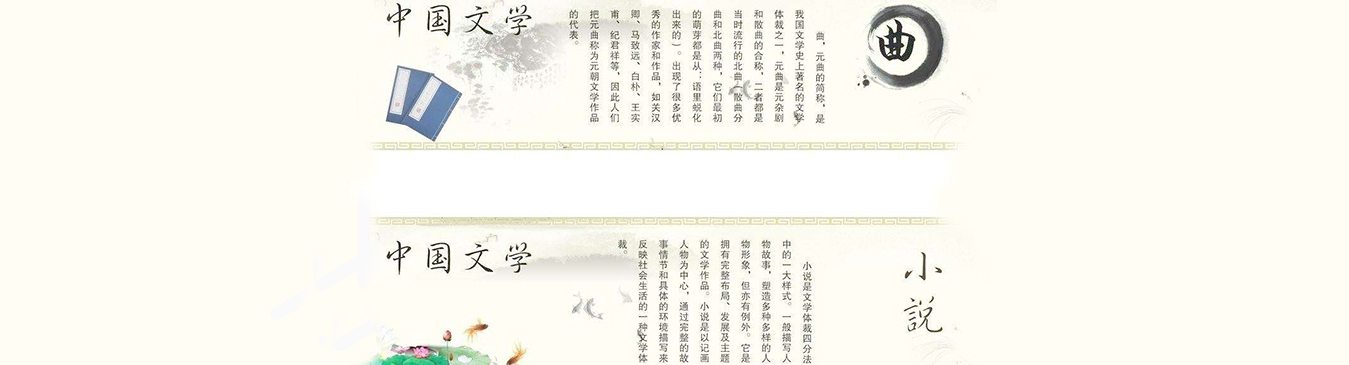 曲
曲，元曲的简称，是
我国文学史上著名的文学
体裁之一，元曲是元杂剧
和散曲的合称，二者都是
当时流行的北曲（散曲分
曲和北曲两种，它们最初
的萌芽都是从：语里蜕化
出来的）。出现了很多优
秀的作家和作品，如关汉
卿、马致远、白朴、王实
甫、纪君祥等，因此人们
把元曲称为元朝文学作品
的代表。
中国文学
小說
小说是文学体裁四分法
中的一大样式。一般描写人
物故事，塑造多种多样的人
物形象，但亦有例外。它是
拥有完整布局、发展及主题
的文学作品。小说是以记画
人物为中心，通过完整的故
事情节和具体的环境描写来
反映社会生活的一种文学体
裁。
中国文学